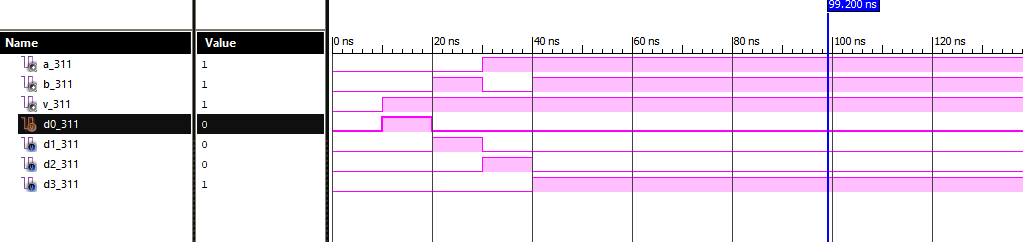 99.200 ns
Name Value 0 ns 20 ns 40 ns 60 ns 80 ns 100 ns 120 ns
a_311 1
b_311 1
v_311 1
d0_311 0
d1_311 0
d2_311 0
d3_311 1